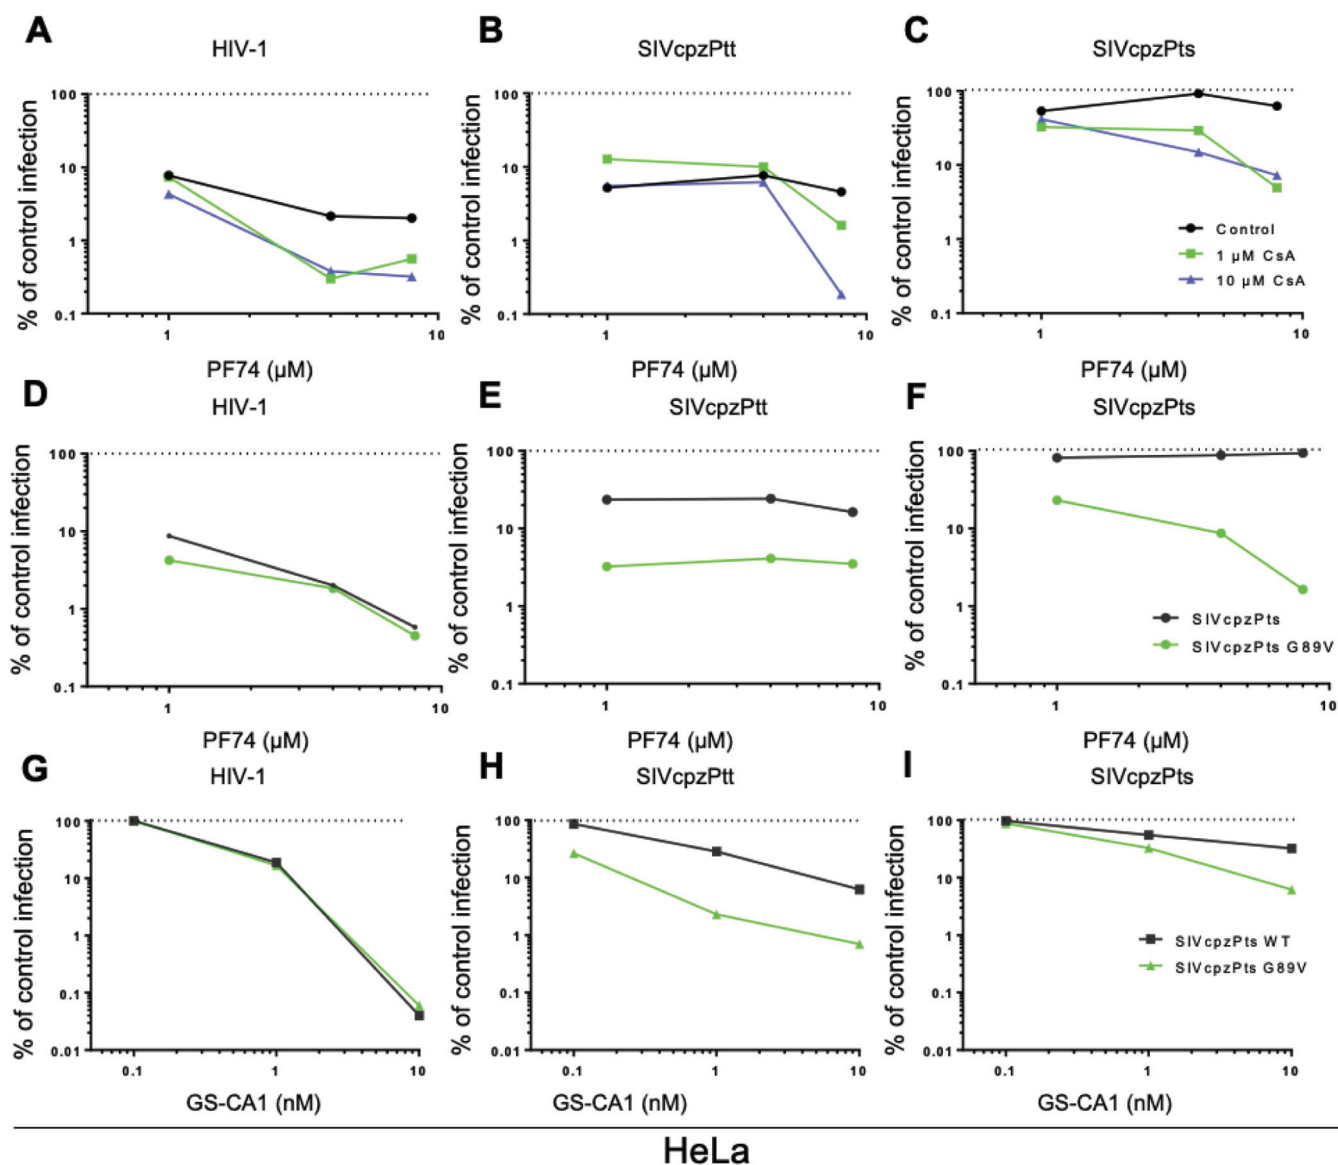 A
HIV-1
B
SIVcpzPtt
C
SIVcpzPts
% of control infection
100
10
1
0.1
1
10
PF74 (µM)
% of control infection
100
10
1
0.1
1
10
PF74 (µM)
% of control infection
100
10
1
0.1
1
10
PF74 (µM)
Control
1 µM CsA
10 µM CsA
D
HIV-1
E
SIVcpzPtt
F
SIVcpzPts
% of control infection
100
10
1
0.1
1
10
PF74 (µM)
% of control infection
100
10
1
0.1
1
10
PF74 (µM)
% of control infection
100
10
1
0.1
1
10
PF74 (µM)
SIVcpzPts
SIVcpzPts G89V
G
HIV-1
H
SIVcpzPtt
I
SIVcpzPts
% of control infection
100
10
1
0.1
0.01
0.1
1
10
GS-CA1 (nM)
% of control infection
100
10
1
0.1
0.01
0.1
1
10
GS-CA1 (nM)
% of control infection
100
10
1
0.1
0.01
0.1
1
10
GS-CA1 (nM)
SIVcpzPts WT
SIVcpzPts G89V
HeLa